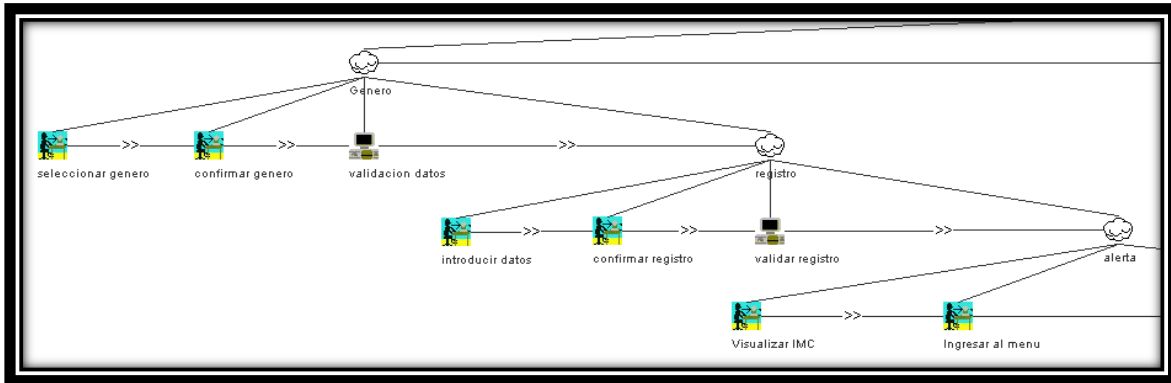 Genero
>> >> >>
seleccionar genero confirmar genero validacion datos registro
>> >> >>
introducir datos confirmar registro validar registro alerta
>>
Visualizar IMC Ingresar al menu